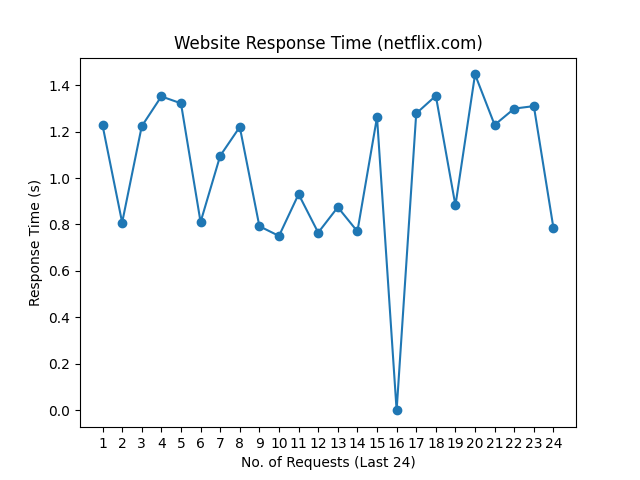 Website Response Time (netflix.com)
Response Time (s)
1.4
1.2
1.0
0.8
0.6
0.4
0.2
0.0
1 2 3 4 5 6 7 8 9 10 11 12 13 14 15 16 17 18 19 20 21 22 23 24
No. of Requests (Last 24)